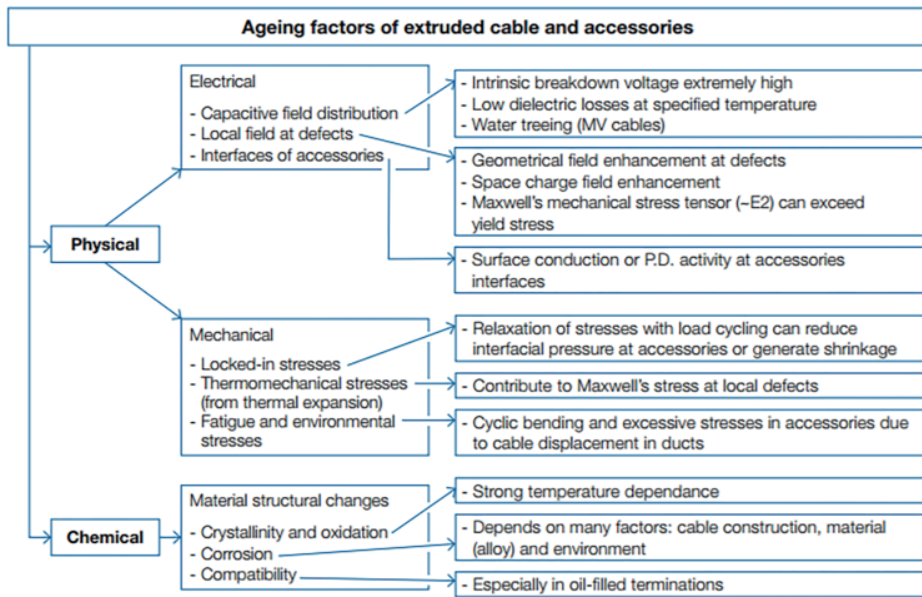 Ageing factors of extruded cable and accessories
Electrical
- Capacitive field distribution
- Local field at defects
- Interfaces of accessories
- Intrinsic breakdown voltage extremely high
- Low dielectric losses at specified temperature
- Water treeing (MV cables)
- Geometrical field enhancement at defects
- Space charge field enhancement
- Maxwell's mechanical stress tensor (~E2) can exceed
yield stress
- Surface conduction or P.D. activity at accessories
interfaces
Physical
Mechanical
- Locked-in stresses
- Thermomechanical stresses
(from thermal expansion)
- Fatigue and environmental
stresses
- Relaxation of stresses with load cycling can reduce
interfacial pressure at accessories or generate shrinkage
- Contribute to Maxwell's stress at local defects
- Cyclic bending and excessive stresses in accessories due
to cable displacement in ducts
Chemical
Material structural changes
- Crystallinity and oxidation
- Corrosion
- Compatibility
- Strong temperature dependance
- Depends on many factors: cable construction, material
(alloy) and environment
- Especially in oil-filled terminations